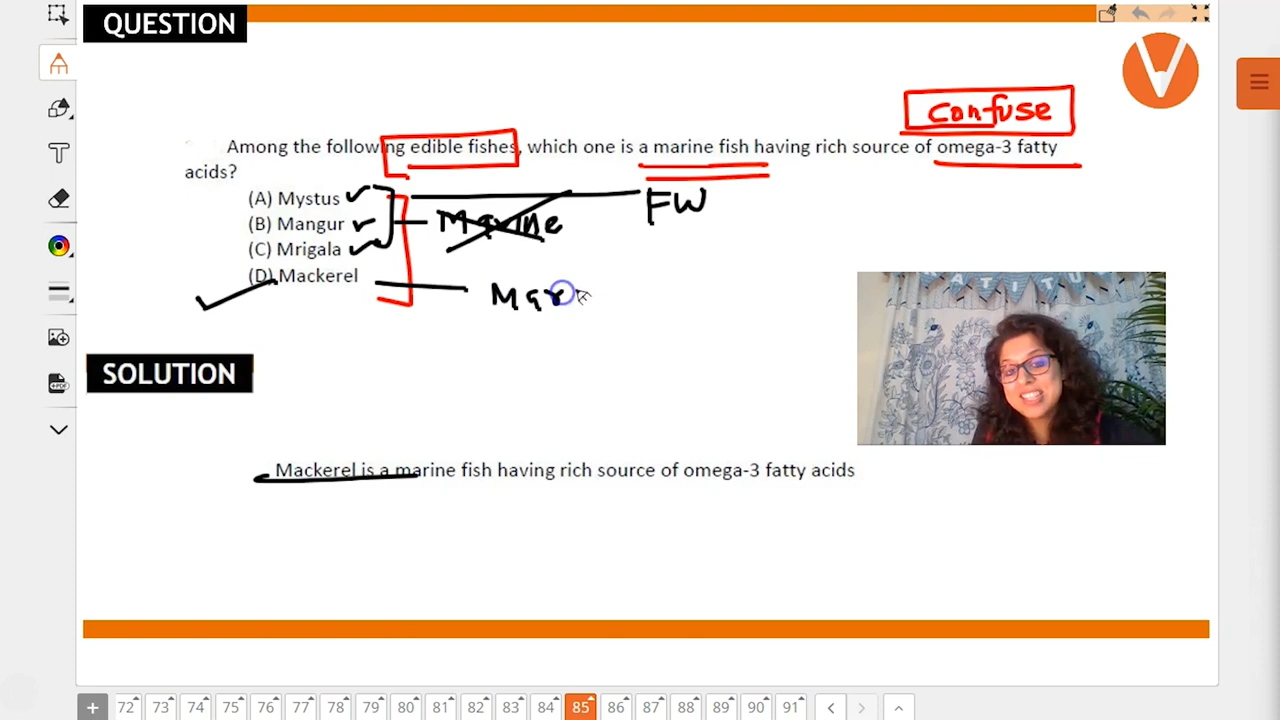 QUESTION
confuse
Among the following edible fishes, which one is a marine fish having rich source of omega-3 fatty
acids?
(A) Mystus
FW
(B) Mangur
Marine
(C) Mrigala
(D) Mackerel
Mar
SOLUTION
Mackerel is a marine fish having rich source of omega-3 fatty acids
72 73 74 75 76 77 78 79 80 81 82 83 84 85 86 87 88 89 90 91